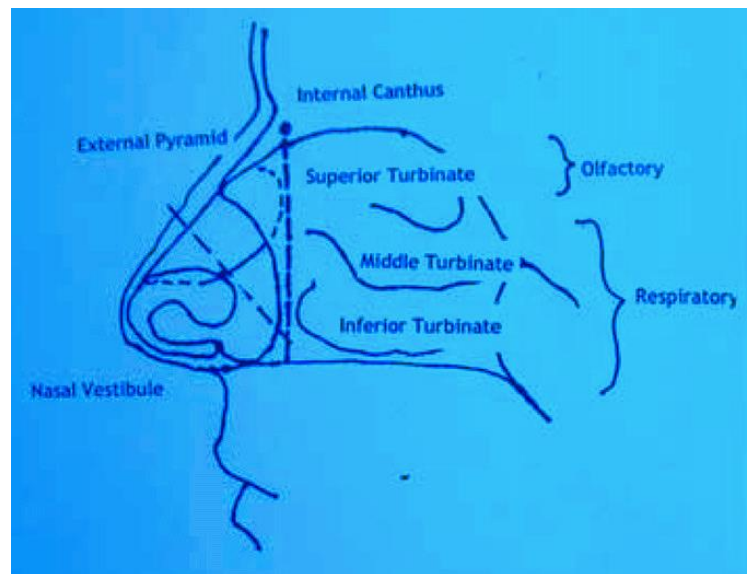 Internal Canthus
External Pyramid
Olfactory
Superior Turbinate
Middle Turbinate
Respiratory
Inferior Turbinate
Nasal Vestibule